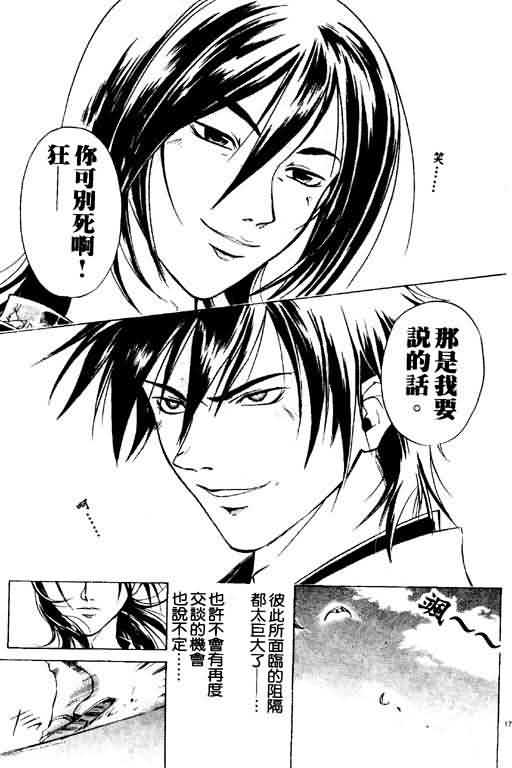 笑……
你可別死啊！
狂——
那是我要
說的話。
呵……
颯～～
彼此所面臨的阻隔
都太巨大了……
也許不會有再度
交談的機會
也說不定……
17